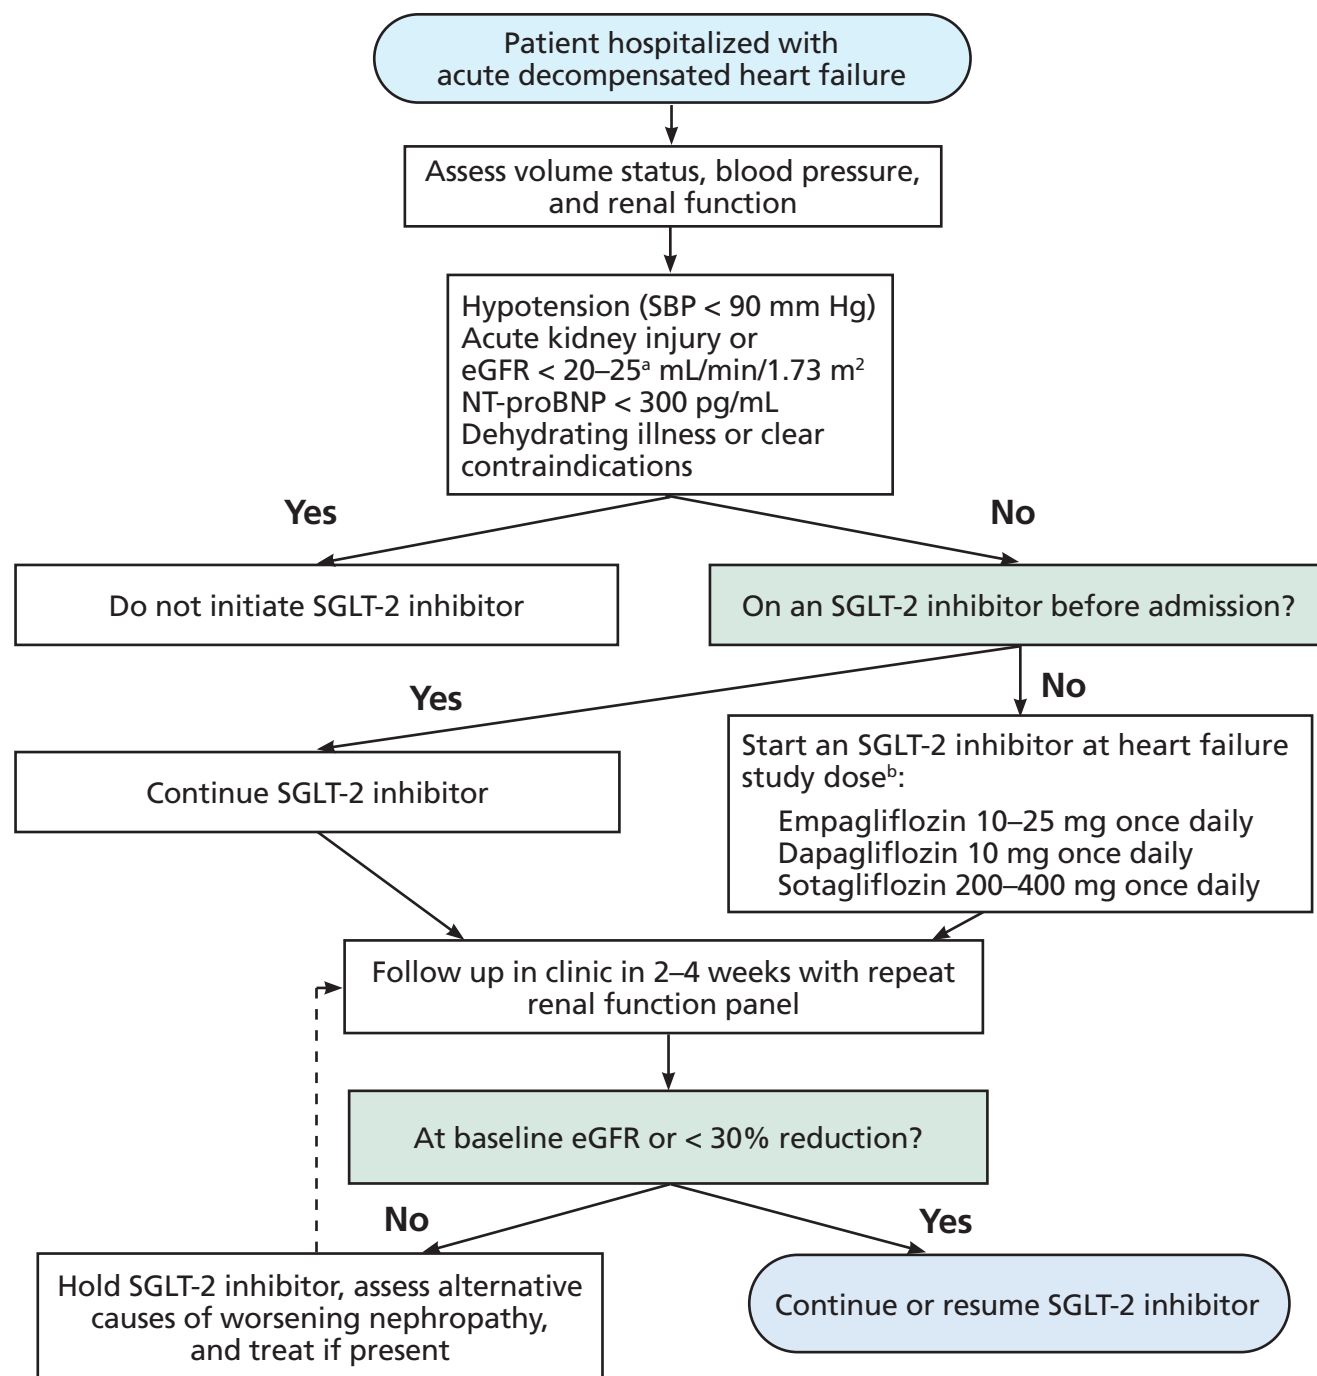 Patient hospitalized with
acute decompensated heart failure
Assess volume status, blood pressure,
and renal function
Hypotension (SBP < 90 mm Hg)
Acute kidney injury or
eGFR < 20–25ᵃ mL/min/1.73 m²
NT-proBNP < 300 pg/mL
Dehydrating illness or clear
contraindications
Yes
No
Do not initiate SGLT-2 inhibitor
On an SGLT-2 inhibitor before admission?
Yes
No
Continue SGLT-2 inhibitor
Start an SGLT-2 inhibitor at heart failure
study doseᵇ:
Empagliflozin 10–25 mg once daily
Dapagliflozin 10 mg once daily
Sotagliflozin 200–400 mg once daily
Follow up in clinic in 2–4 weeks with repeat
renal function panel
At baseline eGFR or < 30% reduction?
No
Yes
Hold SGLT-2 inhibitor, assess alternative
causes of worsening nephropathy,
and treat if present
Continue or resume SGLT-2 inhibitor